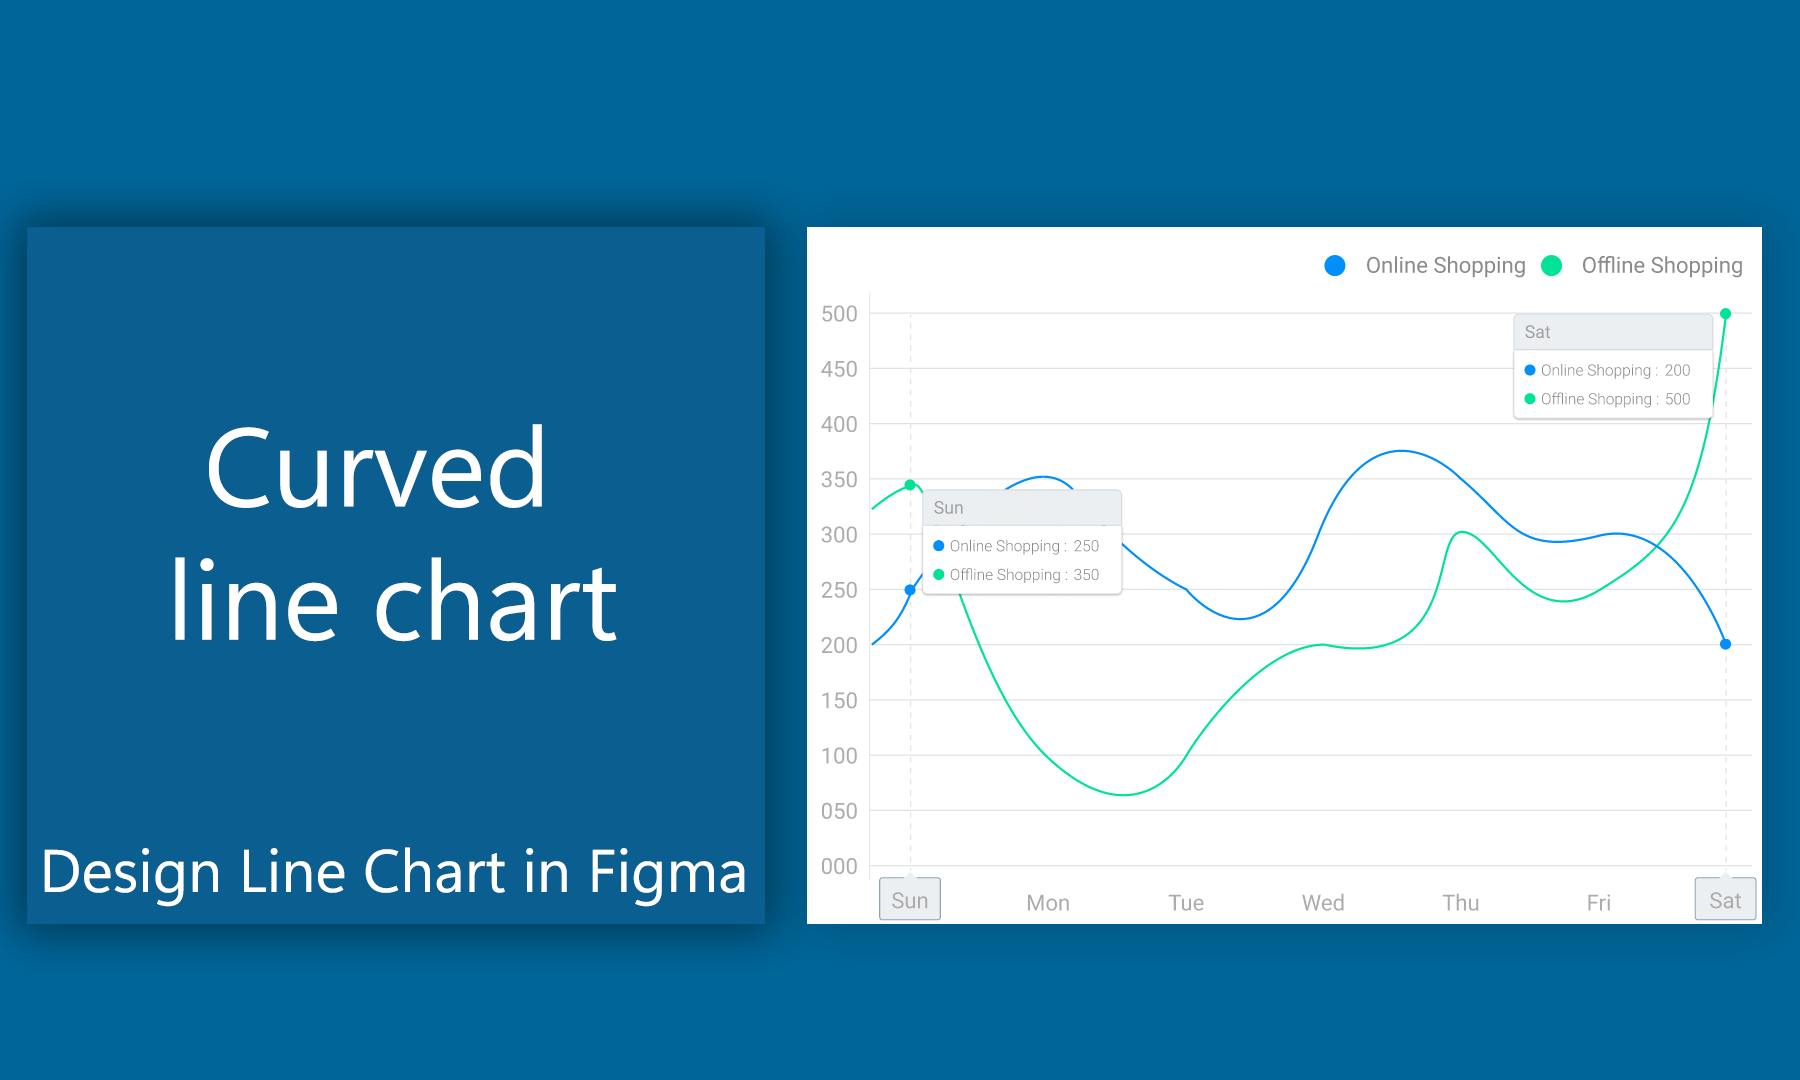 Curved
line chart
Design Line Chart in Figma
Online Shopping Offline Shopping
500
450
400
350
300
250
200
150
100
050
000
Sat
Online Shopping : 200
Offline Shopping : 500
Sun
Online Shopping : 250
Offline Shopping : 350
Sun Mon Tue Wed Thu Fri Sat